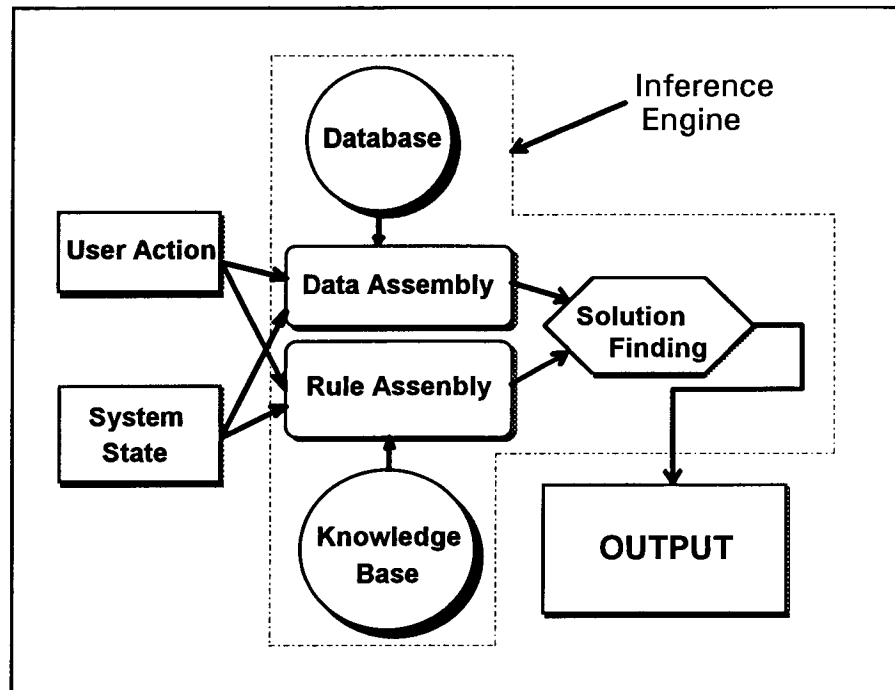 Inference
Engine
Database
User Action
Data Assembly
Solution
Finding
Rule Assenbly
System
State
Knowledge
Base
OUTPUT